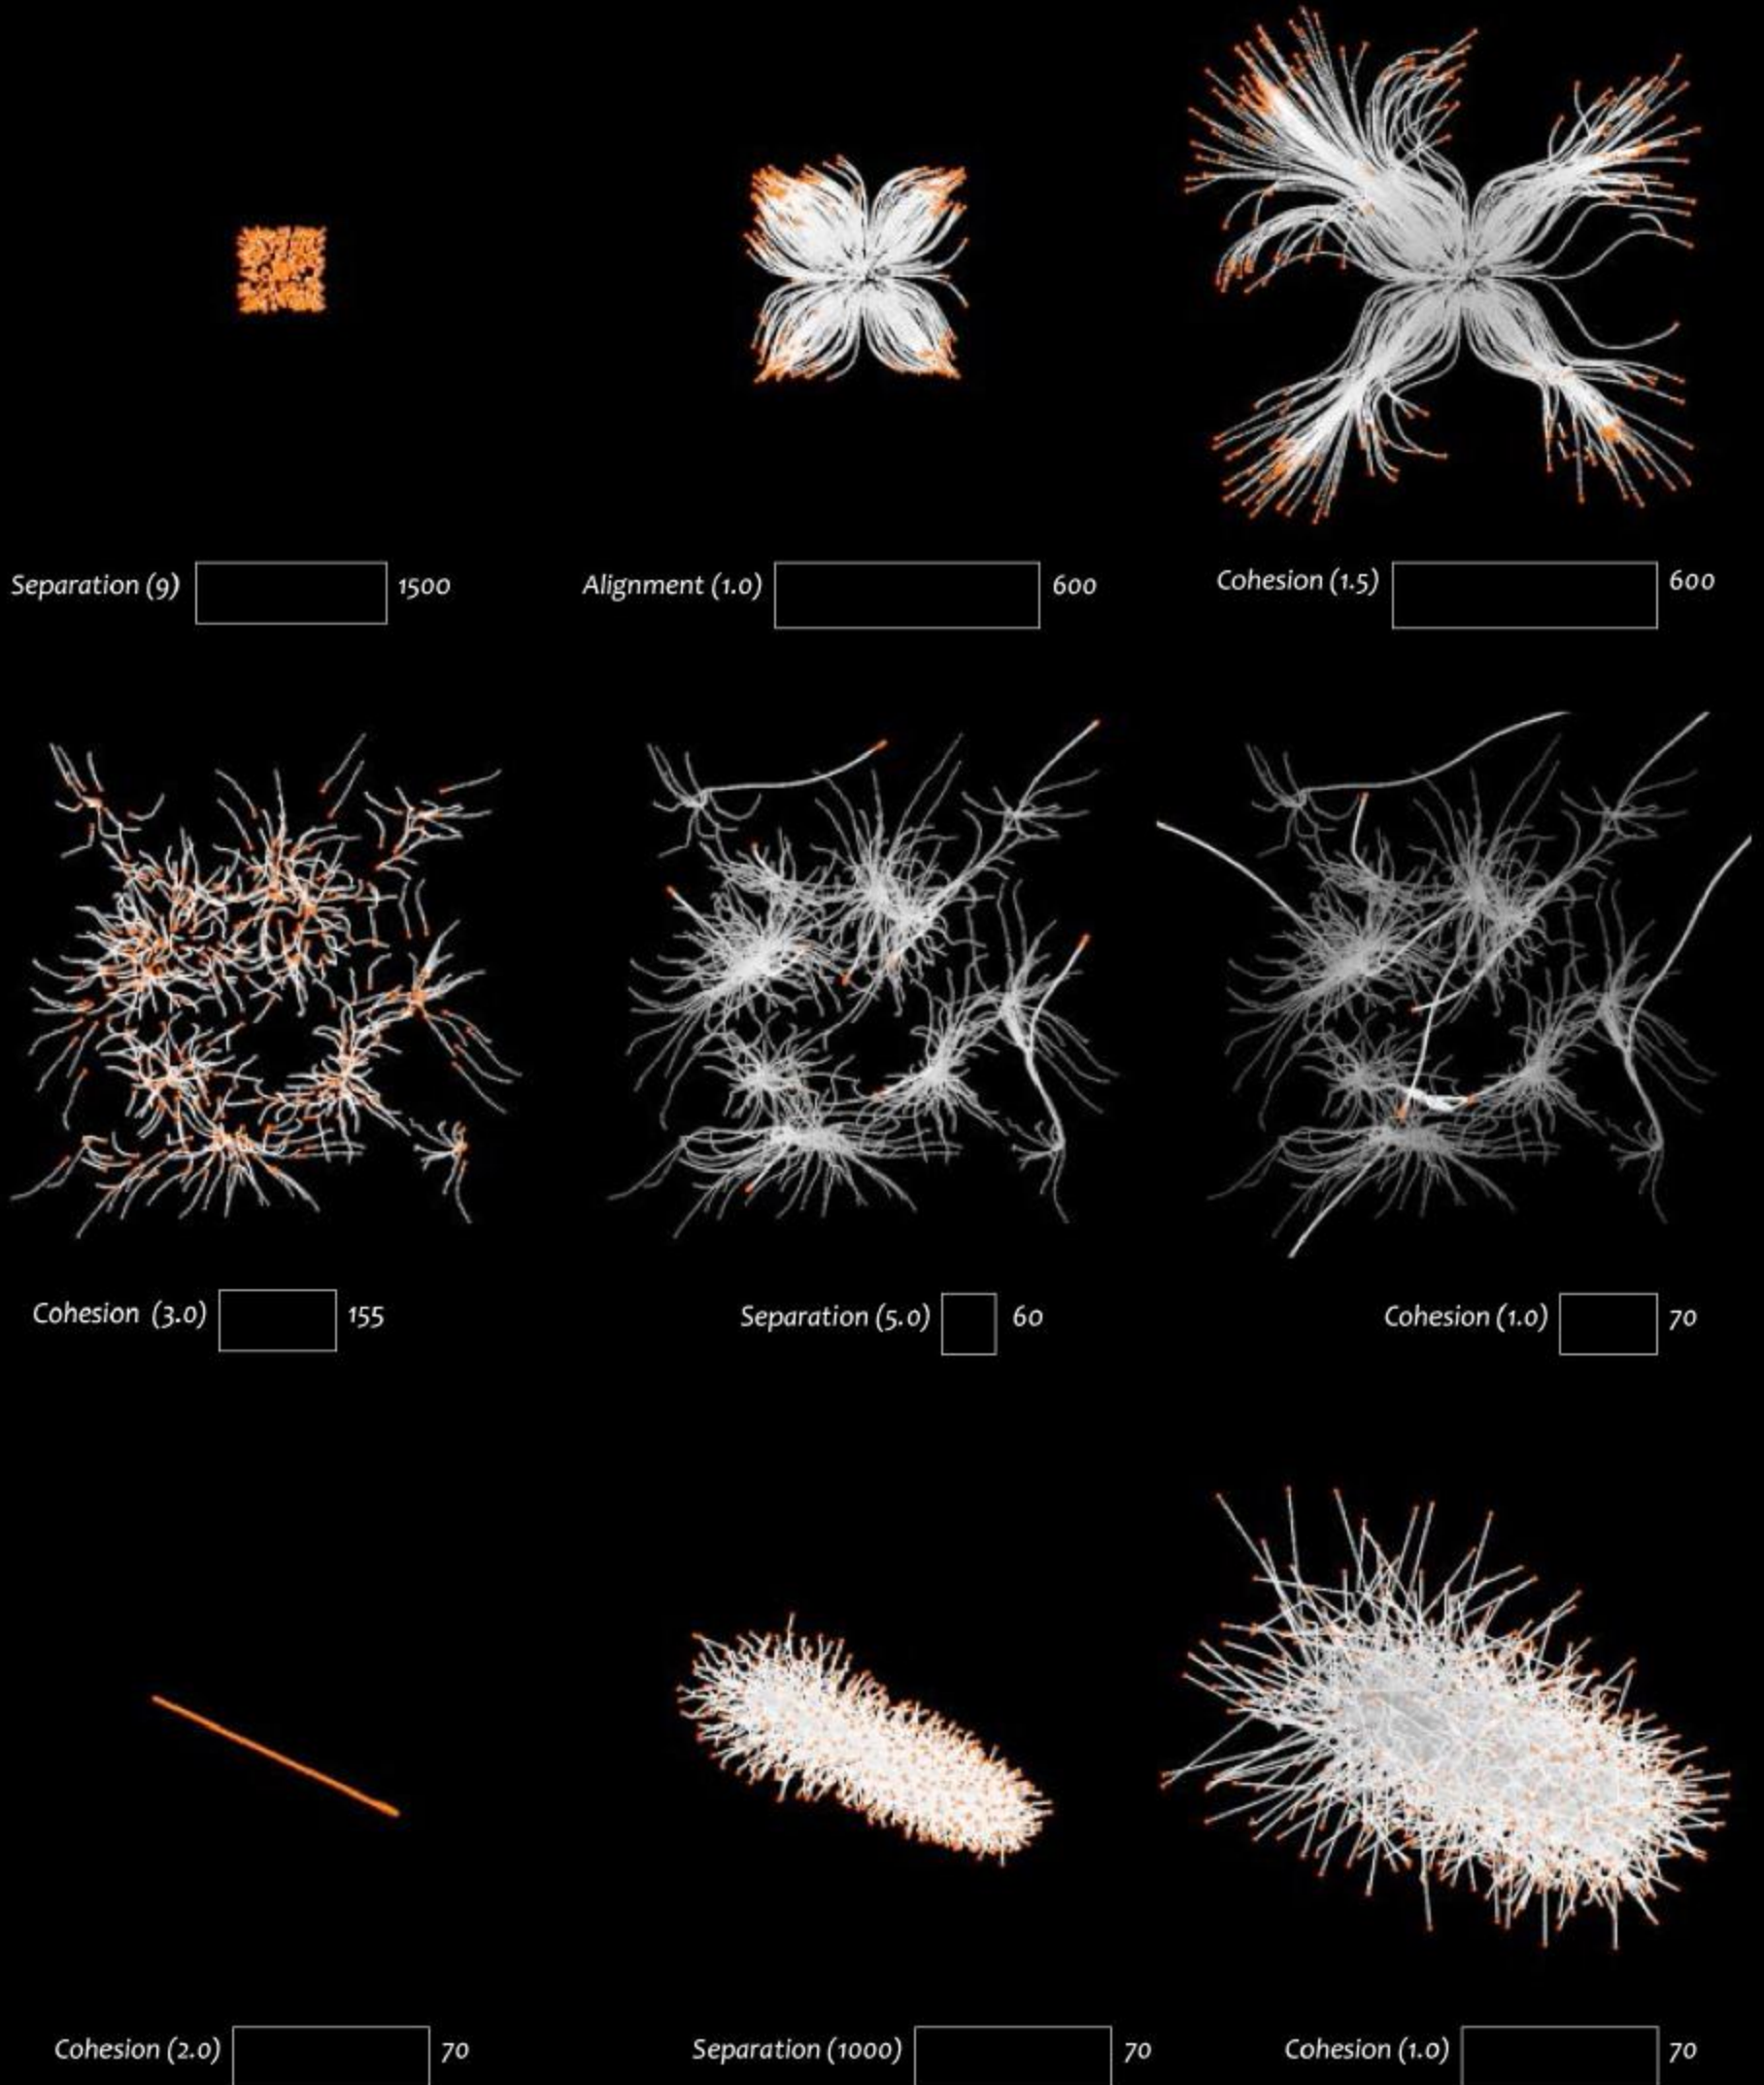 Separation (9) 1500
Alignment (1.0) 600
Cohesion (1.5) 600
Cohesion (3.0) 155
Separation (5.0) 60
Cohesion (1.0) 70
Cohesion (2.0) 70
Separation (1000) 70
Cohesion (1.0) 70